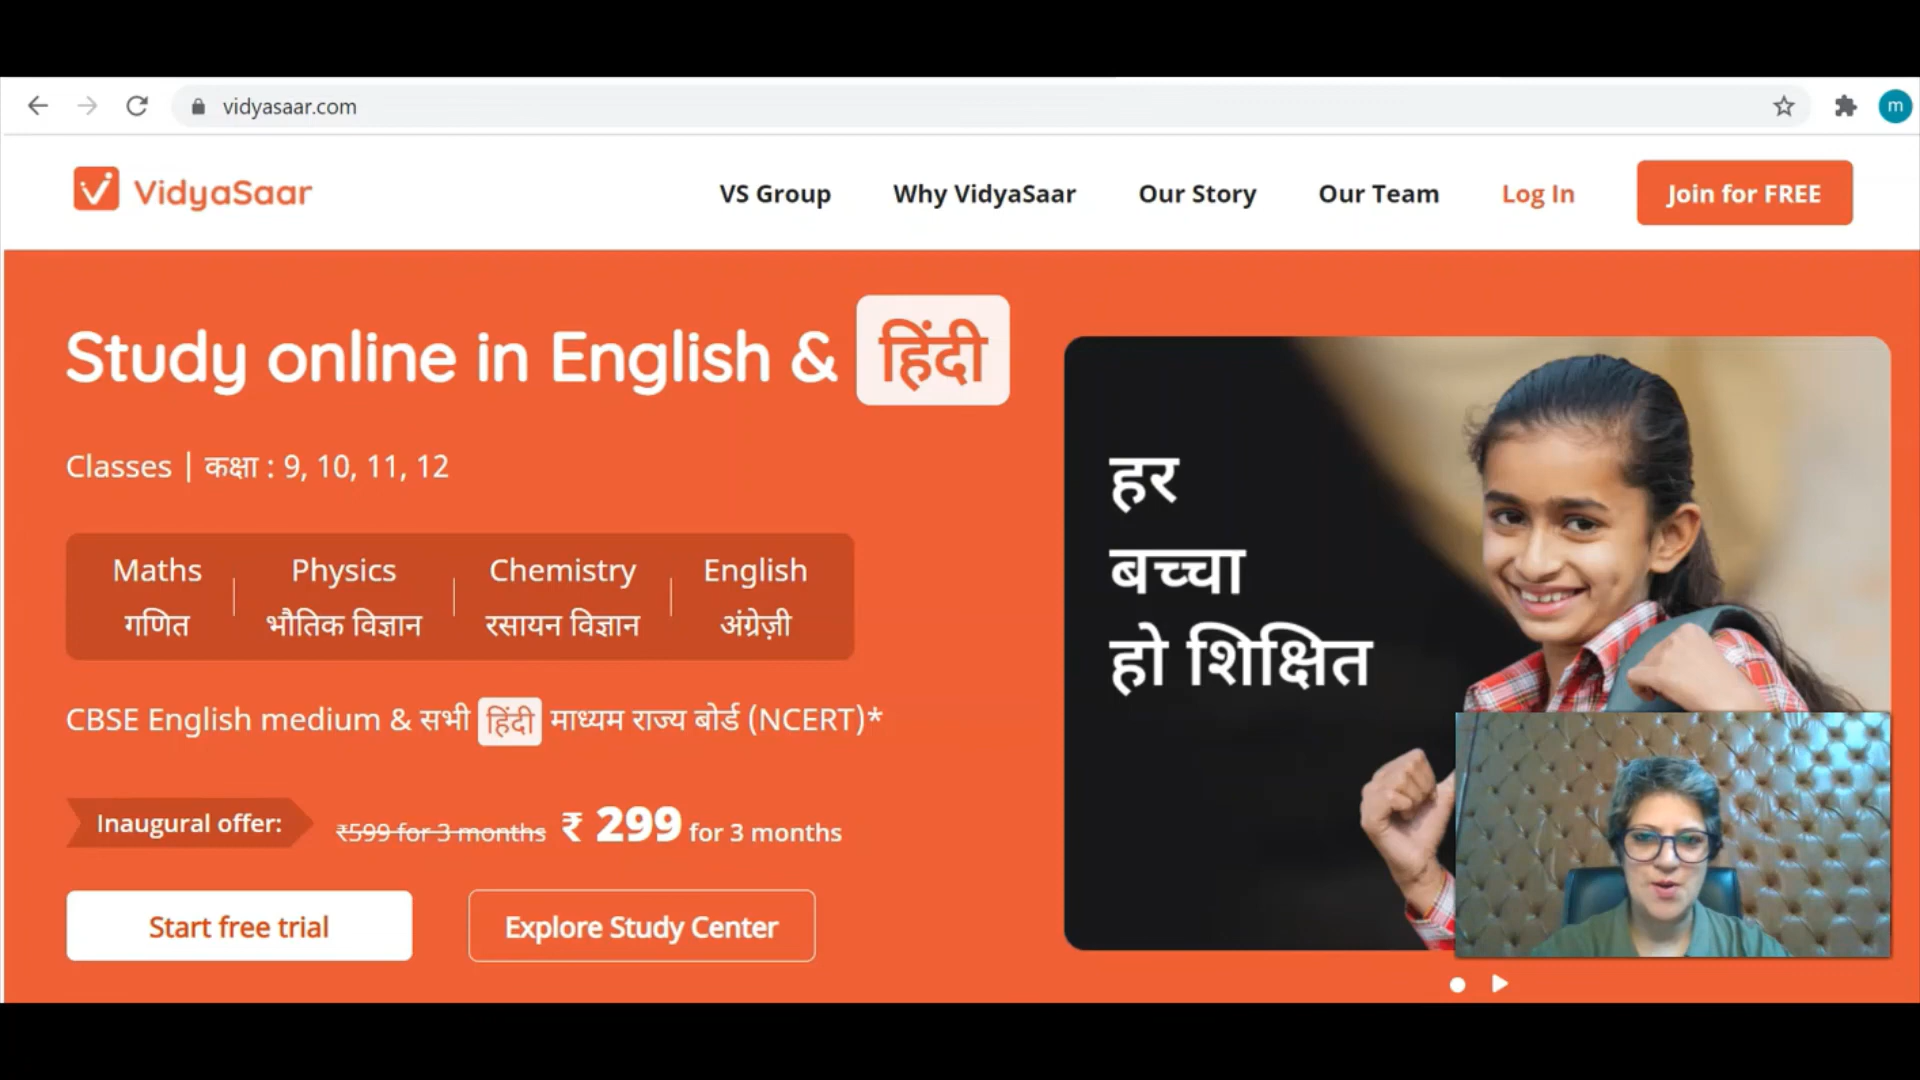 vidyasaar.com
m
VidyaSaar
VS Group
Why VidyaSaar
Our Story
Our Team
Log In
Join for FREE
Study online in English & हिंदी
Classes | कक्षा : 9, 10, 11, 12
Maths
गणित
Physics
भौतिक विज्ञान
Chemistry
रसायन विज्ञान
English
अंग्रेज़ी
CBSE English medium & सभी हिंदी माध्यम राज्य बोर्ड (NCERT)*
Inaugural offer: ₹599 for 3 months ₹ 299 for 3 months
Start free trial
Explore Study Center
हर
बच्चा
हो शिक्षित